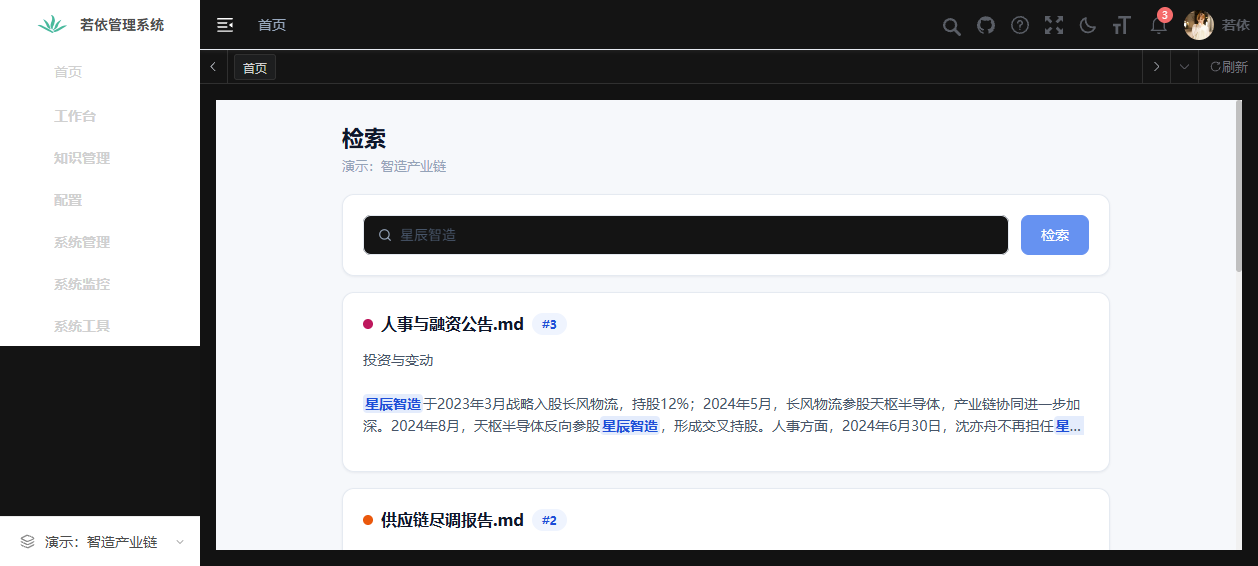 若依管理系统
首页
3
若依
首页
刷新
首页
工作台
知识管理
配置
系统管理
系统监控
系统工具
演示：智造产业链
检索
演示：智造产业链
星辰智造
检索
人事与融资公告.md #3
投资与变动
星辰智造于2023年3月战略入股长风物流，持股12%；2024年5月，长风物流参股天枢半导体，产业链协同进一步加
深。2024年8月，天枢半导体反向参股星辰智造，形成交叉持股。人事方面，2024年6月30日，沈亦舟不再担任星...
供应链尽调报告.md #2